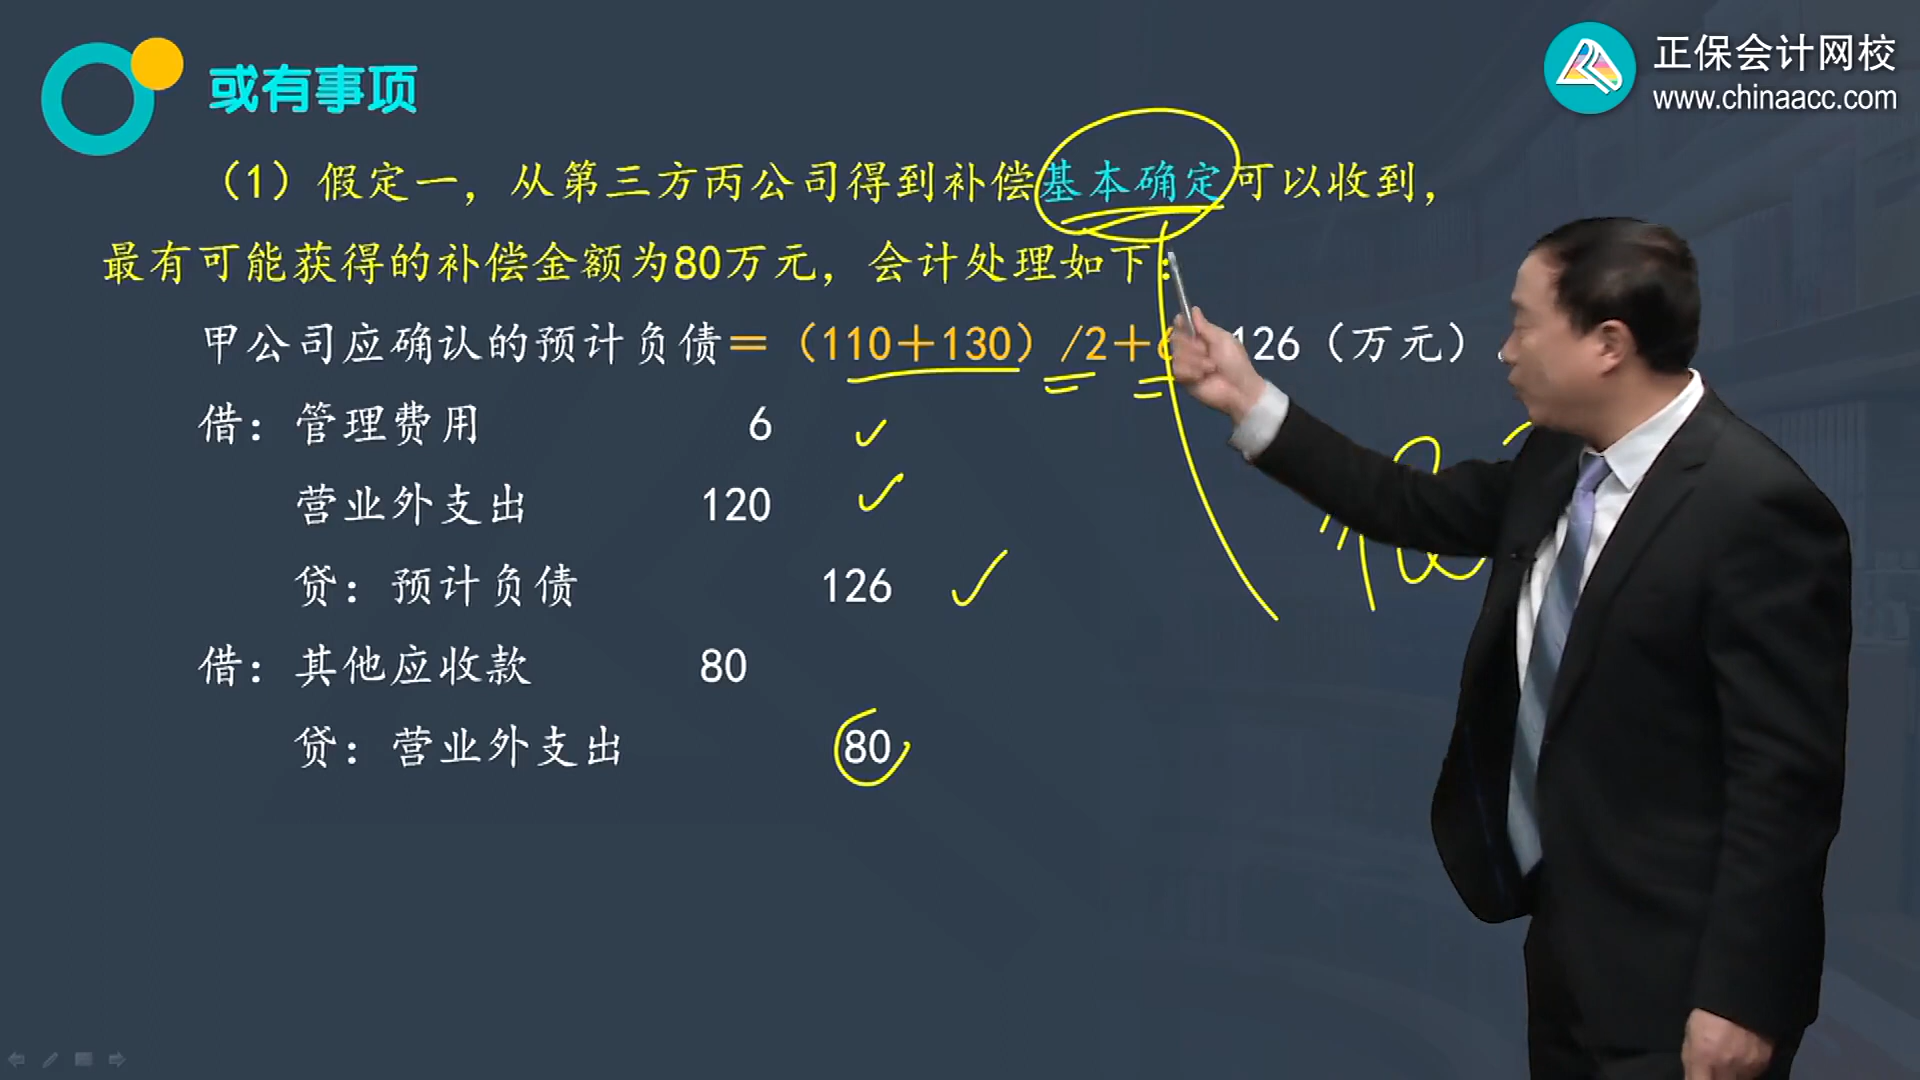 或有事项
正保会计网校
www.chinaacc.com
（1）假定一，从第三方丙公司得到补偿基本确定可以收到，
最有可能获得的补偿金额为80万元，会计处理如下：
甲公司应确认的预计负债＝（110＋130）/2＋6 126（万元）
借：管理费用 6
营业外支出 120
贷：预计负债 126
借：其他应收款 80
贷：营业外支出 80